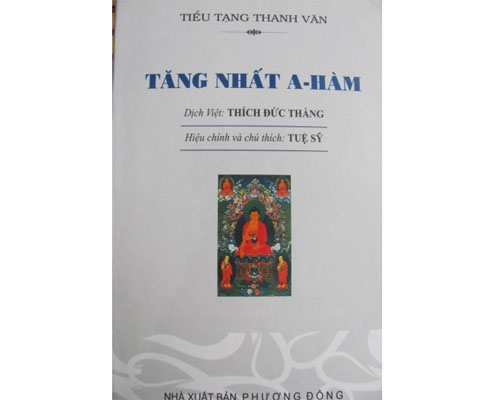 TIỂU TẠNG THANH VĂN
TĂNG NHẤT A-HÀM
Dịch Việt: THÍCH ĐỨC THẮNG
Hiệu chính và chú thích: TUỆ SỸ
NHÀ XUẤT BẢN PHƯƠNG ĐÔNG